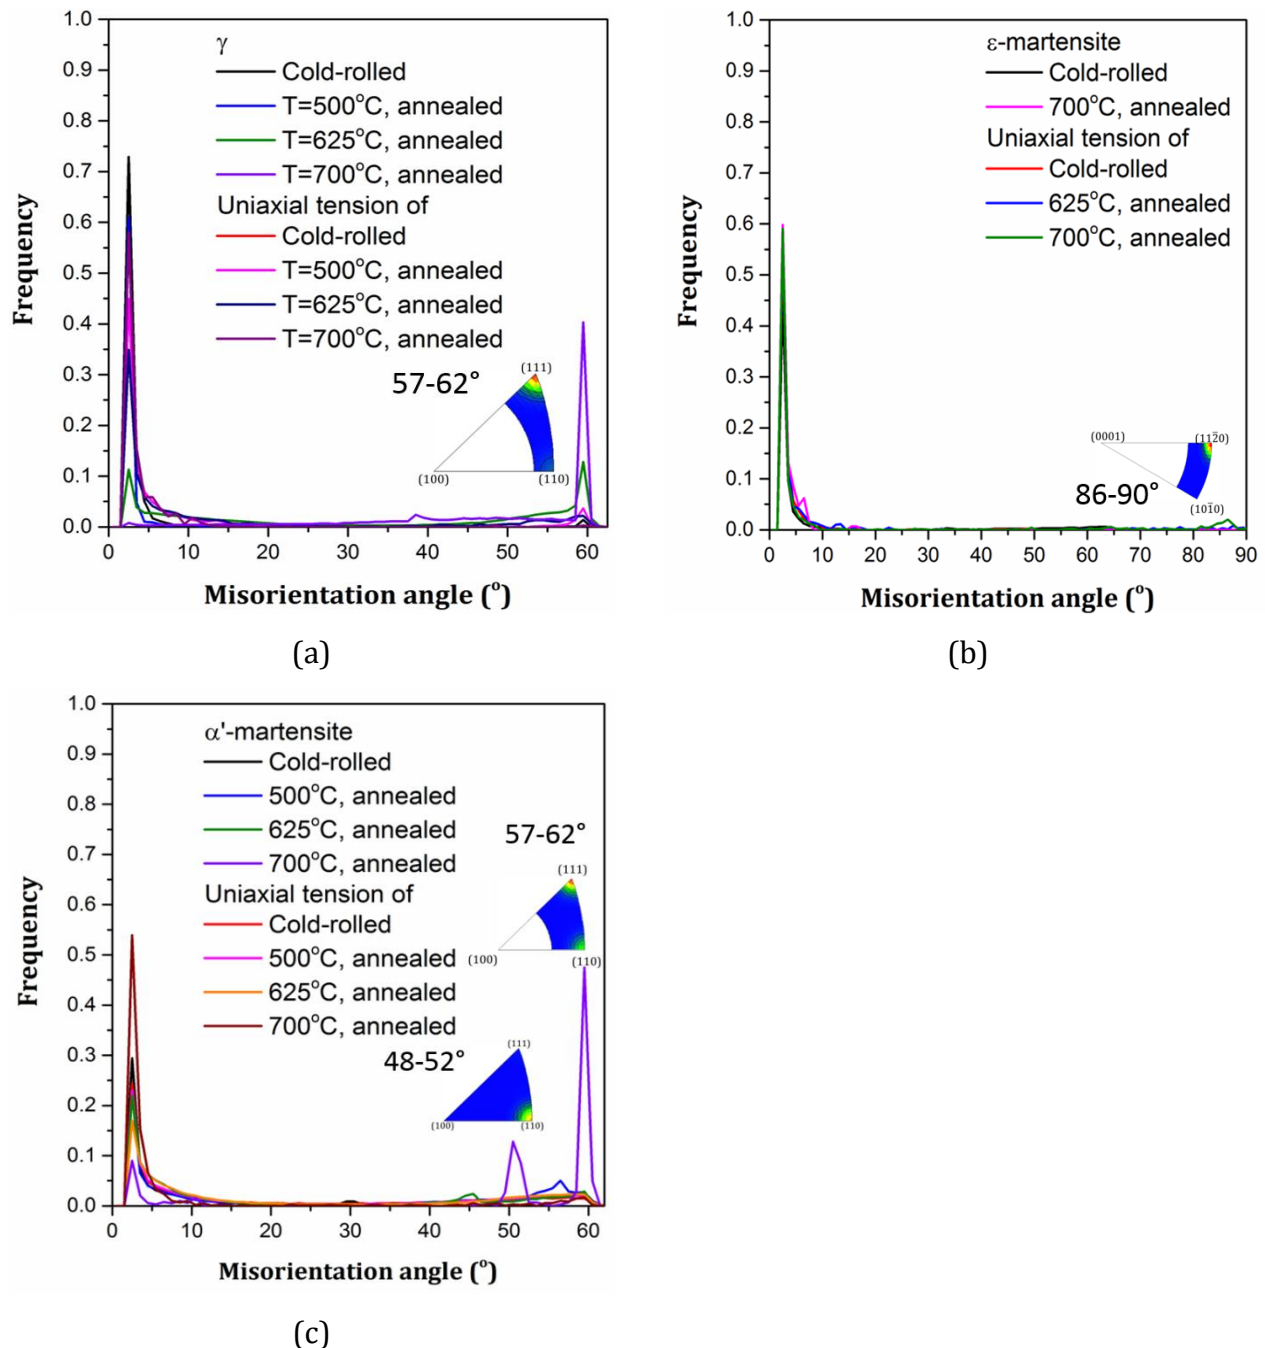 1.0
0.9
0.8
0.7
0.6
0.5
0.4
0.3
0.2
0.1
0.0
Frequency
γ
Cold-rolled
T=500°C, annealed
T=625°C, annealed
T=700°C, annealed
Uniaxial tension of
Cold-rolled
T=500°C, annealed
T=625°C, annealed
T=700°C, annealed
57-62°
(111)
(100)
(110)
0 10 20 30 40 50 60
Misorientation angle (°)
(a)
1.0
0.9
0.8
0.7
0.6
0.5
0.4
0.3
0.2
0.1
0.0
Frequency
ε-martensite
Cold-rolled
700°C, annealed
Uniaxial tension of
Cold-rolled
625°C, annealed
700°C, annealed
(0001)
(112̅0)
86-90°
(101̅0)
0 10 20 30 40 50 60 70 80 90
Misorientation angle (°)
(b)
1.0
0.9
0.8
0.7
0.6
0.5
0.4
0.3
0.2
0.1
0.0
Frequency
α'-martensite
Cold-rolled
500°C, annealed
625°C, annealed
700°C, annealed
Uniaxial tension of
Cold-rolled
500°C, annealed
625°C, annealed
700°C, annealed
57-62°
(111)
(100)
(110)
48-52°
(111)
(100)
(110)
0 10 20 30 40 50 60
Misorientation angle (°)
(c)